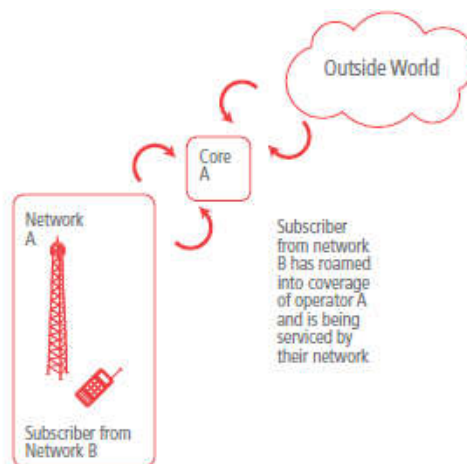 Outside World
Core
A
Network
A
Subscriber
from network
B has roamed
into coverage
of operator A
and is being
serviced by
their network
Subscriber from
Network B